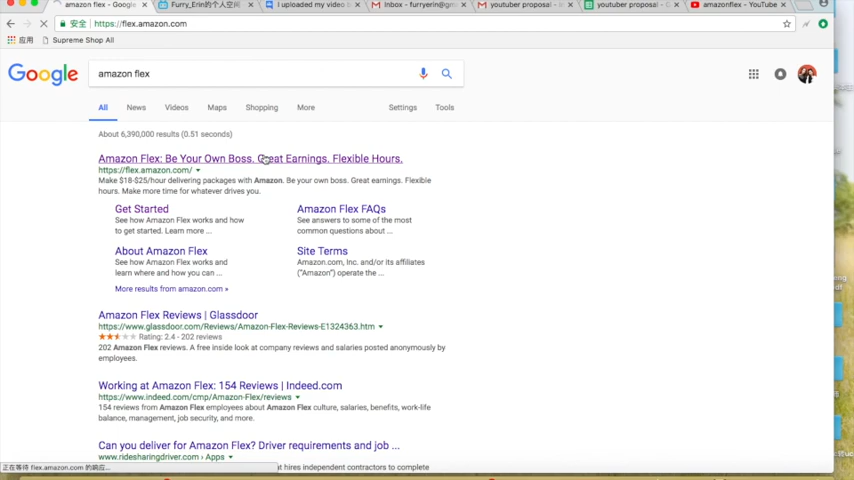 amazon flex - Google
Furry_Erin的个人空间
I uploaded my video b
Inbox - furryerin@gm
youtuber proposal -
youtuber proposal - G
amazonflex - YouTube
安全 https://flex.amazon.com
应用 Supreme Shop All
Google
amazon flex
All News Videos Maps Shopping More Settings Tools
About 6,390,000 results (0.51 seconds)
Amazon Flex: Be Your Own Boss. Great Earnings. Flexible Hours.
https://flex.amazon.com/
Make $18-$25/hour delivering packages with Amazon. Be your own boss. Great earnings. Flexible
hours. Make more time for whatever drives you.
Get Started
See how Amazon Flex works and how
to get started. Learn more ...
Amazon Flex FAQs
See answers to some of the most
common questions about ...
About Amazon Flex
See how Amazon Flex works and
learn where and how you can ...
Site Terms
Amazon.com, Inc. and/or its affiliates
("Amazon") operate the ...
More results from amazon.com »
Amazon Flex Reviews | Glassdoor
https://www.glassdoor.com/Reviews/Amazon-Flex-Reviews-E1324363.htm
Rating: 2.4 - 202 reviews
202 Amazon Flex reviews. A free inside look at company reviews and salaries posted anonymously by
employees.
Working at Amazon Flex: 154 Reviews | Indeed.com
https://www.indeed.com/cmp/Amazon-Flex/reviews
154 reviews from Amazon Flex employees about Amazon Flex culture, salaries, benefits, work-life
balance, management, job security, and more.
Can you deliver for Amazon Flex? Driver requirements and job ...
www.ridesharingdriver.com › Apps
正在等待 flex.amazon.com 的响应...
at hires independent contractors to complete